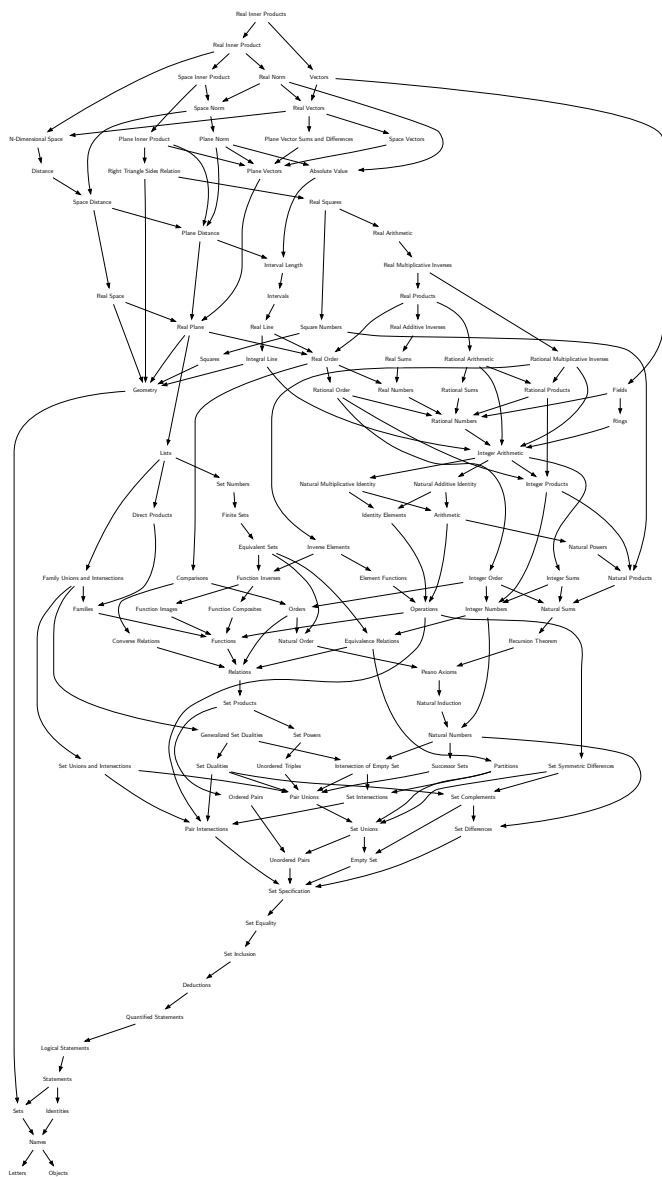 Real Inner Products
Real Inner Product
Space Inner Product Real Norm Vectors
Space Norm Real Vectors
N-Dimensional Space Plane Inner Product Plane Norm Plane Vector Sums and Differences Space Vectors
Distance Right Triangle Sides Relation Plane Vectors Absolute Value
Space Distance Real Squares
Plane Distance Real Arithmetic
Interval Length Real Multiplicative Inverses
Real Space Intervals Real Products
Real Plane Real Line Square Numbers Real Additive Inverses
Squares Integral Line Real Order Real Sums Rational Arithmetic Rational Multiplicative Inverses
Geometry Rational Order Real Numbers Rational Sums Rational Products Fields
Rational Numbers Rings
Lists Integer Arithmetic
Set Numbers Natural Multiplicative Identity Natural Additive Identity Integer Products
Direct Products Finite Sets Identity Elements Arithmetic
Equivalent Sets Inverse Elements Natural Powers
Family Unions and Intersections Comparisons Function Inverses Element Functions Integer Order Integer Sums Natural Products
Families Function Images Function Composites Orders Operations Integer Numbers Natural Sums
Converse Relations Functions Natural Order Equivalence Relations Recursion Theorem
Relations Peano Axioms
Set Products Natural Induction
Generalized Set Dualities Set Powers Natural Numbers
Set Unions and Intersections Set Dualities Unordered Triples Intersection of Empty Set Successor Sets Partitions Set Symmetric Differences
Ordered Pairs Pair Unions Set Intersections Set Complements
Pair Intersections Set Unions Set Differences
Unordered Pairs Empty Set
Set Specification
Set Equality
Set Inclusion
Deductions
Quantified Statements
Logical Statements
Statements
Sets Identities
Names
Letters Objects